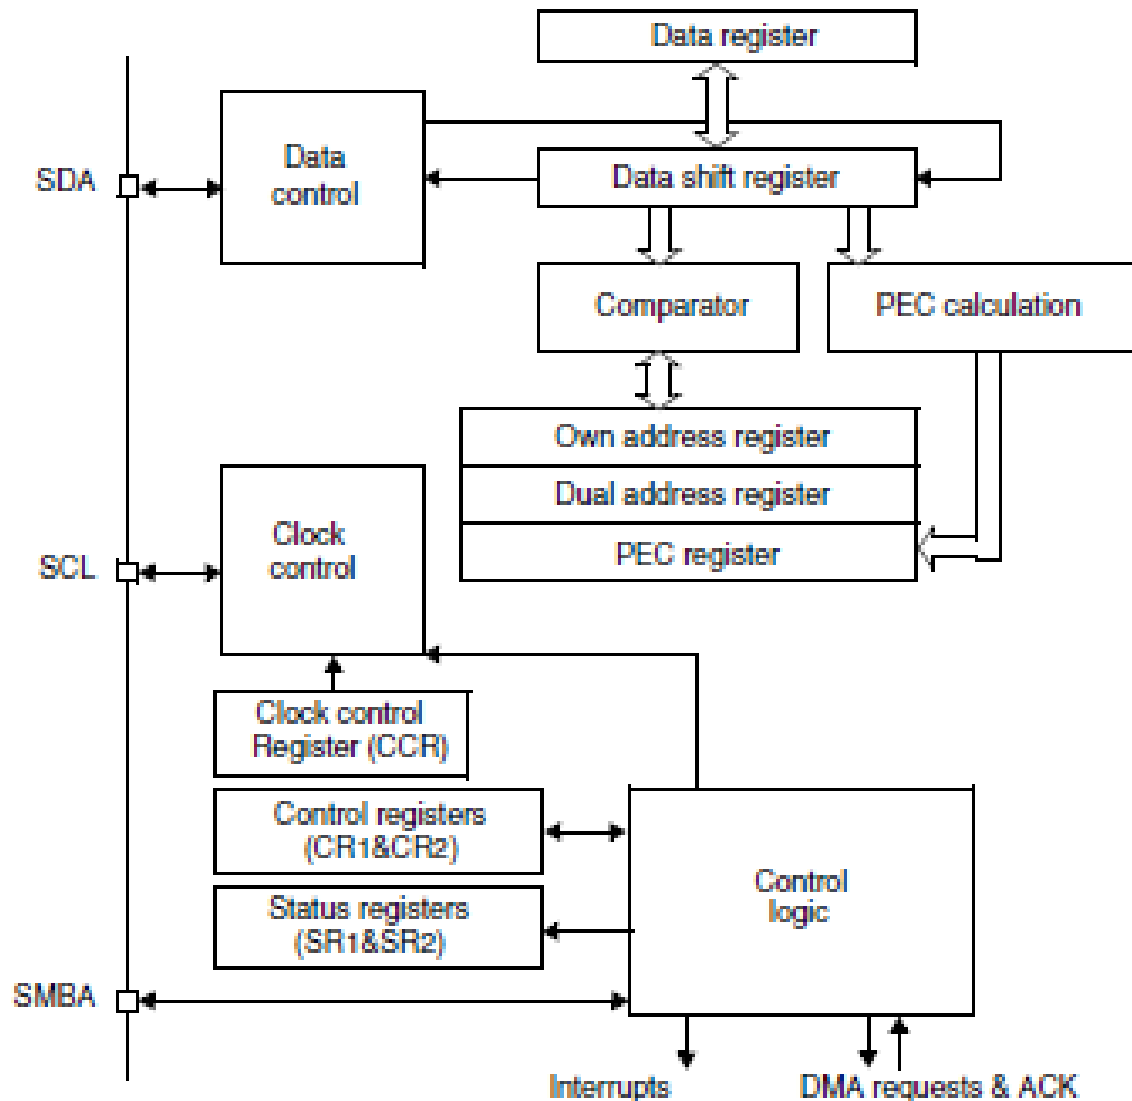 Data register
SDA
Data
control
Data shift register
Comparator
PEC calculation
Own address register
Dual address register
PEC register
SCL
Clock
control
Clock control
Register (CCR)
Control registers
(CR1&CR2)
Control
logic
Status registers
(SR1&SR2)
SMBA
Interrupts
DMA requests & ACK